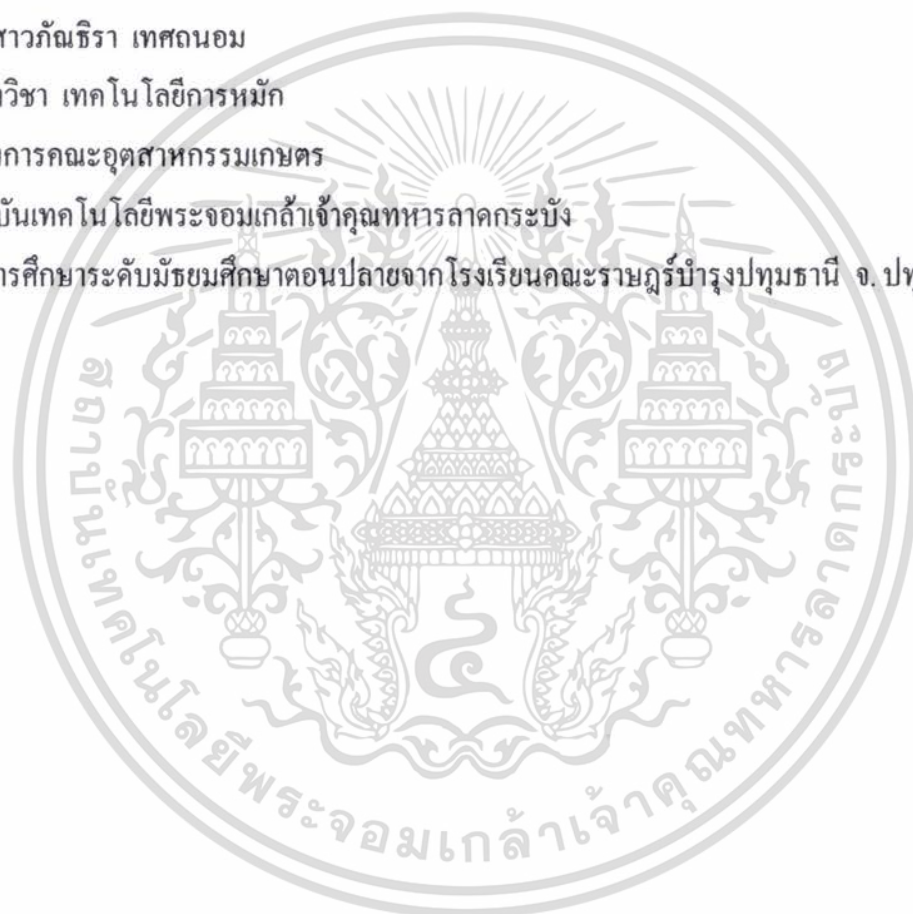 สาวภัณธิรา เทศถนอม
วิชา เทคโนโลยีการหมัก
การคณะอุตสาหกรรมเกษตร
บันเทคโนโลยีพระจอมเกล้าเจ้าคุณทหารลาดกระบัง
การศึกษาระดับมัธยมศึกษาตอนปลายจากโรงเรียนคณะราษฎร์บำรุงปทุมธานี จ. ปทุ
สถาบันเทคโนโลยีพระจอมเกล้าเจ้าคุณทหารลาดกระบัง